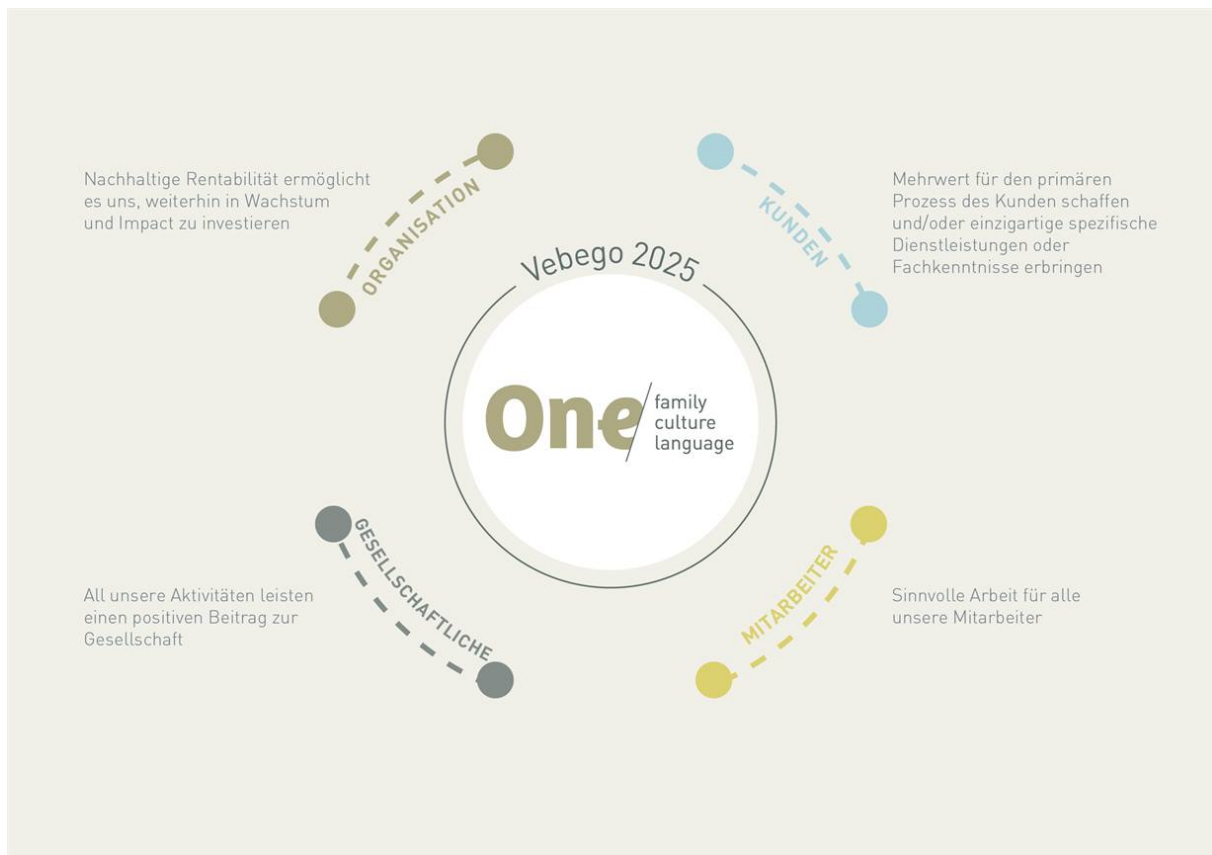 Nachhaltige Rentabilität ermöglicht
es uns, weiterhin in Wachstum
und Impact zu investieren
ORGANISATION
KUNDEN
Mehrwert für den primären
Prozess des Kunden schaffen
und/oder einzigartige spezifische
Dienstleistungen oder
Fachkenntnisse erbringen
Vebego 2025
One
family
culture
language
GESELLSCHAFTLICHE
All unsere Aktivitäten leisten
einen positiven Beitrag zur
Gesellschaft
MITARBEITER
Sinnvolle Arbeit für alle
unsere Mitarbeiter